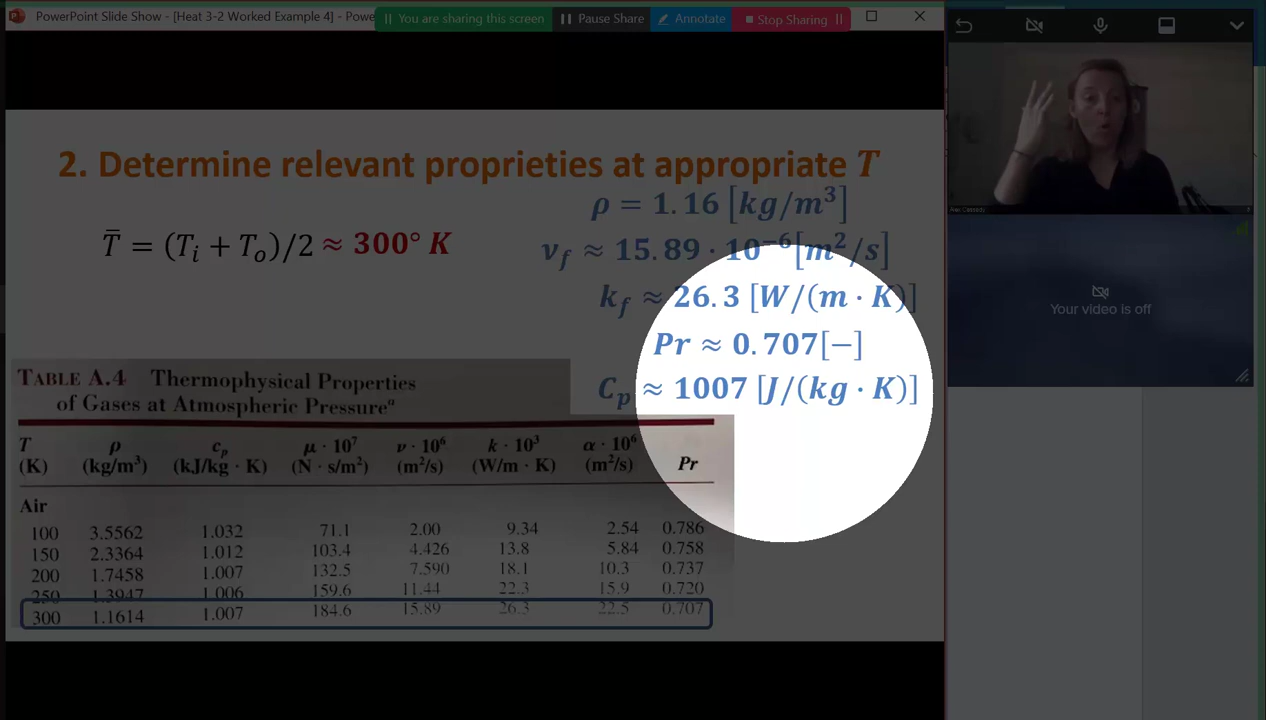 PowerPoint Slide Show - [Heat 3-2 Worked Example 4] - Powe
You are sharing this screen
Pause Share
Annotate
Stop Sharing
2. Determine relevant proprieties at appropriate T
T̄ = (Tᵢ + Tₒ)/2 ≈ 300° K
ρ = 1.16 [kg/m³]
ν_f ≈ 15.89 · 10⁻⁶ [m²/s]
k_f ≈ 26.3 [W/(m · K)]
Pr ≈ 0.707[−]
C_p ≈ 1007 [J/(kg · K)]
Your video is off
TABLE A.4 Thermophysical Properties
of Gases at Atmospheric Pressureᵃ
T ρ c_p μ · 10⁷ ν · 10⁶ k · 10³ α · 10⁶
(K) (kg/m³) (kJ/kg · K) (N · s/m²) (m²/s) (W/m · K) (m²/s) Pr
Air
100 3.5562 1.032 71.1 2.00 9.34 2.54 0.786
150 2.3364 1.012 103.4 4.426 13.8 5.84 0.758
200 1.7458 1.007 132.5 7.590 18.1 10.3 0.737
250 1.3947 1.006 159.6 11.44 22.3 15.9 0.720
300 1.1614 1.007 184.6 15.89 26.3 22.5 0.707